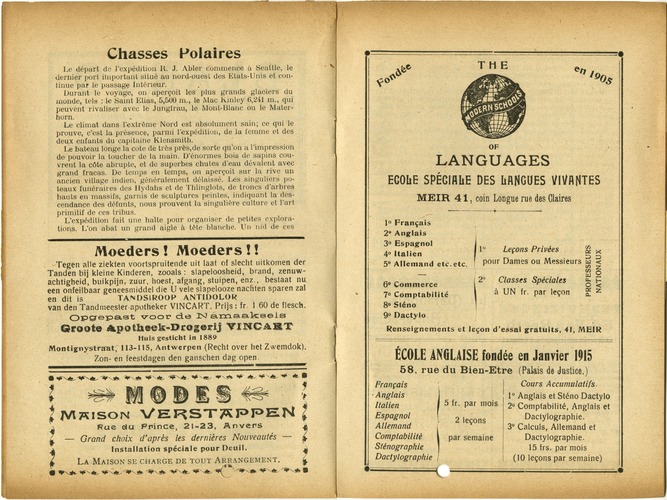 Chasses Polaires
Le départ de l'expédition R. J. Abler commence à Seattle, le
dernier port important situé au nord-ouest des Etats-Unis et con-
tinue par le passage Intérieur.
Durant le voyage, on aperçoit les plus grands glaciers du
monde, tels : le Saint Elias, 5,500 m., le Mac Kinley 6,241 m., qui
peuvent rivaliser avec le Jungfrau, le Mont-Blanc ou le Mater-
horn.
Le climat dans l'extrême Nord est absolument sain; ce qui le
prouve, c'est la présence, parmi l'expédition, de la femme et des
deux enfants du capitaine Klensmith.
Le bateau longe la cote de très près, de sorte qu'on a l'impression
de pouvoir la toucher de la main. D'énormes bois de sapins cou-
vrent la côte abrupte, et de superbes chutes d'eau dévalent avec
grand fracas. De temps en temps, on aperçoit sur la rive un
ancien village indien, généralement délaissé. Les singuliers po-
teaux funéraires des Hydahs et de Thlinglots, de troncs d'arbres
hauts en massifs, garnis de sculptures peintes, indiquant la des-
cendance des défunts, nous prouvent la singulière culture et l'art
primitif de ces tribus.
L'expédition fait une halte pour organiser de petites explora-
tions. L'on abat un grand aigle à tête blanche. Un nid de ces
Moeders! Moeders!!
Tegen alle ziekten voortspruitende uit laat of slecht uitkomen der
Tanden bij kleine Kinderen, zooals : slapeloosheid, brand, zenuw-
achtigheid, buikpijn, zuur, hoest, afgang, stuipen, enz., bestaat nu
een onfeilbaar geneesmiddel die U vele slapelooze nachten sparen zal
en dit is TANDSIROOP ANTIDOLOR
van den Tandmeester-apotheker VINCART. Prijs : fr. 1 60 de flesch.
Opgepast voor de Namaaksels
Groote Apotheek-Drogerij VINCART
Huis gesticht in 1889
Montignystraat, 113-115, Antwerpen (Recht over het Zwemdok).
Zon- en feestdagen den ganschen dag open.
MODES
MAISON VERSTAPPEN
Rue du Prince, 21-23, Anvers
— Grand choix d'après les dernières Nouveautés —
Installation spéciale pour Deuil.
LA MAISON SE CHARGE DE TOUT ARRANGEMENT.
Fondée THE en 1905
MODERN SCHOOLS
OF
LANGUAGES
ECOLE SPÉCIALE DES LANGUES VIVANTES
MEIR 41, coin Longue rue des Claires
1º Français
2º Anglais
3º Espagnol
4º Italien
5º Allemand etc. etc.
—
6º Commerce
7º Comptabilité
8º Sténo
9º Dactylo
1º Leçons Privées
pour Dames ou Messieurs
2º Classes Spéciales
à UN fr. par leçon
PROFESSEURS
NATIONAUX
Renseignements et leçon d'essai gratuits, 41, MEIR
ÉCOLE ANGLAISE fondée en Janvier 1915
58, rue du Bien-Etre (Palais de Justice.)
Français
Anglais
Italien
Espagnol
Allemand
Comptabilité
Sténographie
Dactylographie
5 fr. par mois
2 leçons
par semaine
Cours Accumulatifs.
1º Anglais et Sténo Dactylo
2º Comptabilité, Anglais et
Dactylographie.
3º Calculs, Allemand et
Dactylographie.
15 frs. par mois
(10 leçons par semaine)